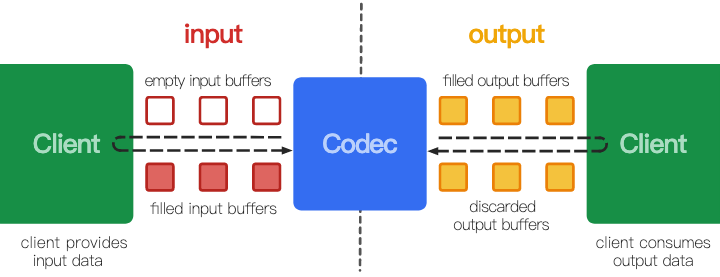 input
output
empty input buffers
filled output buffers
Client
Codec
Client
filled input buffers
discarded
output buffers
client provides
input data
client consumes
output data